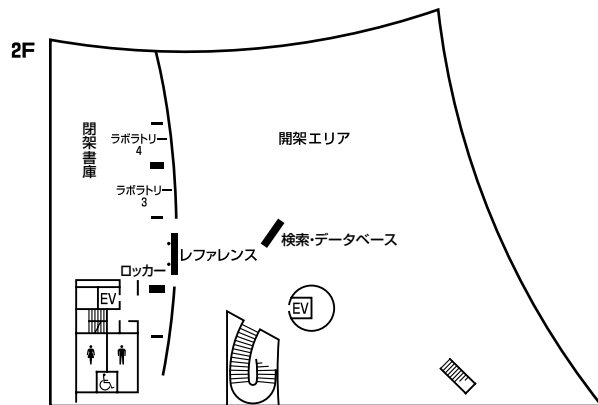 2F
閉架書庫
ラボラトリー
4
開架エリア
ラボラトリー
3
検索・データベース
レファレンス
ロッカー
EV
EV